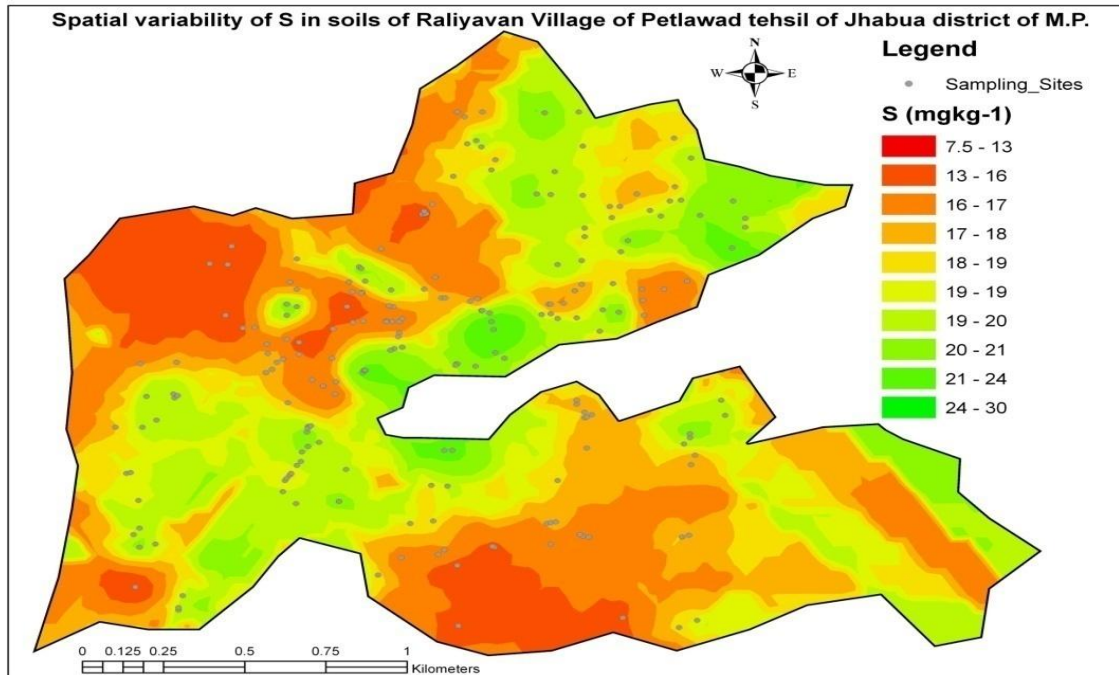 Spatial variability of S in soils of Raliyavan Village of Petlawad tehsil of Jhabua district of M.P.
N
W E
S
Legend
Sampling_Sites
S (mgkg-1)
7.5 - 13
13 - 16
16 - 17
17 - 18
18 - 19
19 - 19
19 - 20
20 - 21
21 - 24
24 - 30
0 0.125 0.25 0.5 0.75 1
Kilometers